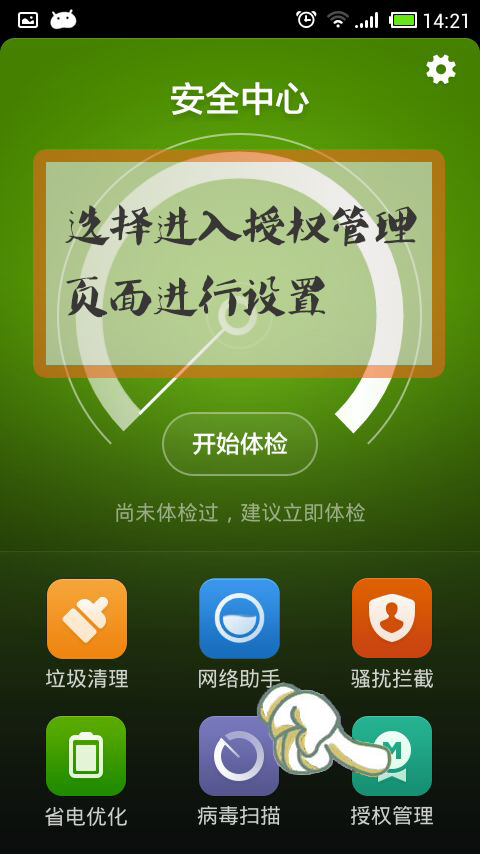 14:21
安全中心
选择进入授权管理
页面进行设置
开始体检
尚未体检过，建议立即体检
垃圾清理
网络助手
骚扰拦截
M
省电优化
病毒扫描
授权管理